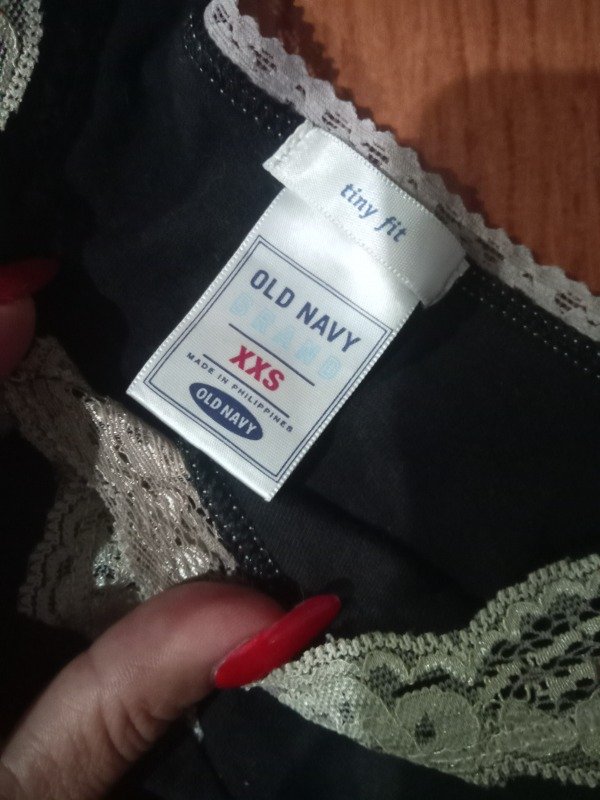 tiny fit
OLD NAVY
BRAND
XXS
MADE IN PHILIPPINES
OLD NAVY